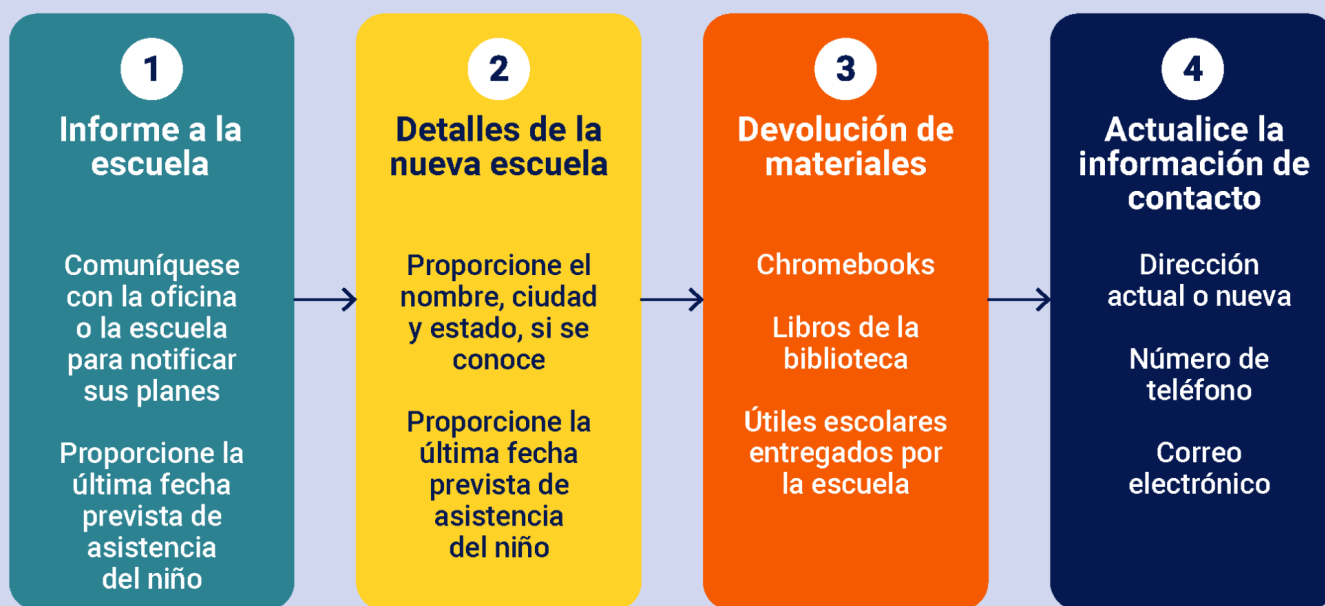 1
Informe a la
escuela
Comuníquese
con la oficina
o la escuela
para notificar
sus planes
Proporcione la
última fecha
prevista de
asistencia
del niño
2
Detalles de la
nueva escuela
Proporcione el
nombre, ciudad
y estado, si se
conoce
Proporcione la
última fecha
prevista de
asistencia
del niño
3
Devolución de
materiales
Chromebooks
Libros de la
biblioteca
Útiles escolares
entregados por
la escuela
4
Actualice la
información de
contacto
Dirección
actual o nueva
Número de
teléfono
Correo
electrónico